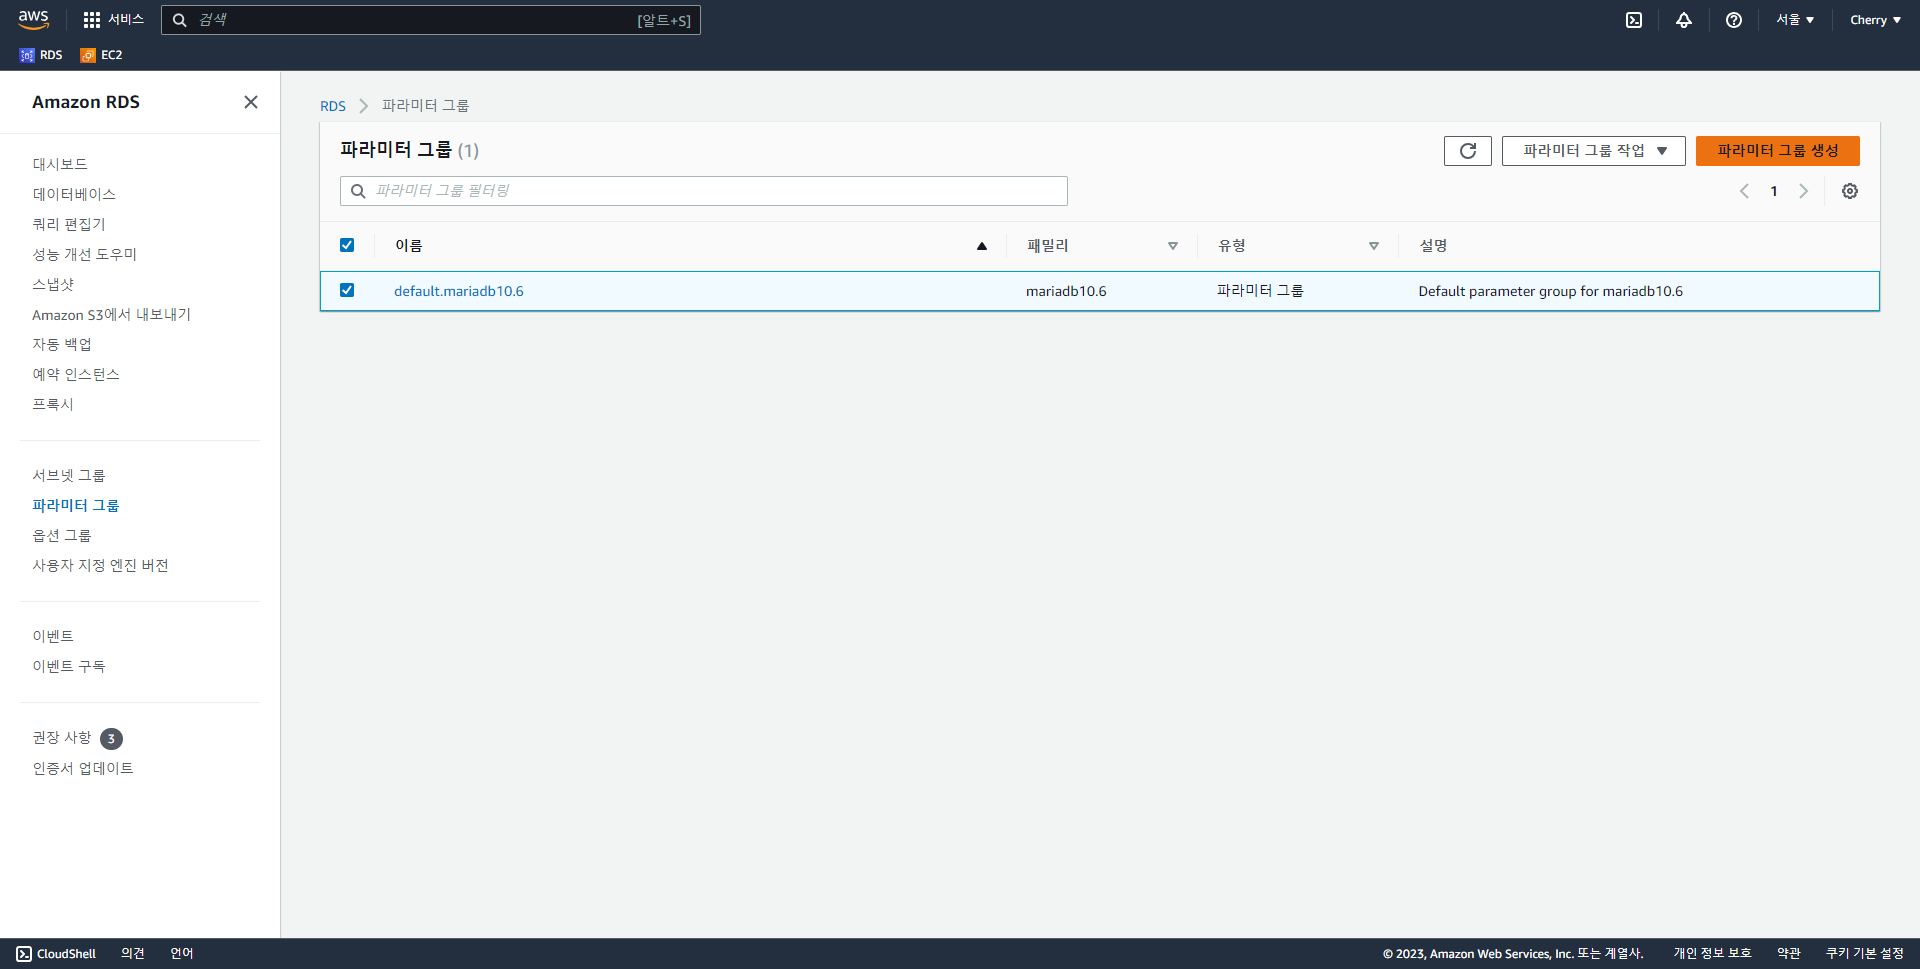 aws 서비스 검색 [알트+S] 서울 ▼ Cherry ▼
RDS EC2
Amazon RDS
대시보드
데이터베이스
쿼리 편집기
성능 개선 도우미
스냅샷
Amazon S3에서 내보내기
자동 백업
예약 인스턴스
프록시
서브넷 그룹
파라미터 그룹
옵션 그룹
사용자 지정 엔진 버전
이벤트
이벤트 구독
권장 사항 3
인증서 업데이트
RDS > 파라미터 그룹
파라미터 그룹 (1) 파라미터 그룹 작업 ▼ 파라미터 그룹 생성
파라미터 그룹 필터링 < 1 >
이름 패밀리 유형 설명
default.mariadb10.6 mariadb10.6 파라미터 그룹 Default parameter group for mariadb10.6
CloudShell 의견 언어 © 2023, Amazon Web Services, Inc. 또는 계열사. 개인 정보 보호 약관 쿠키 기본 설정